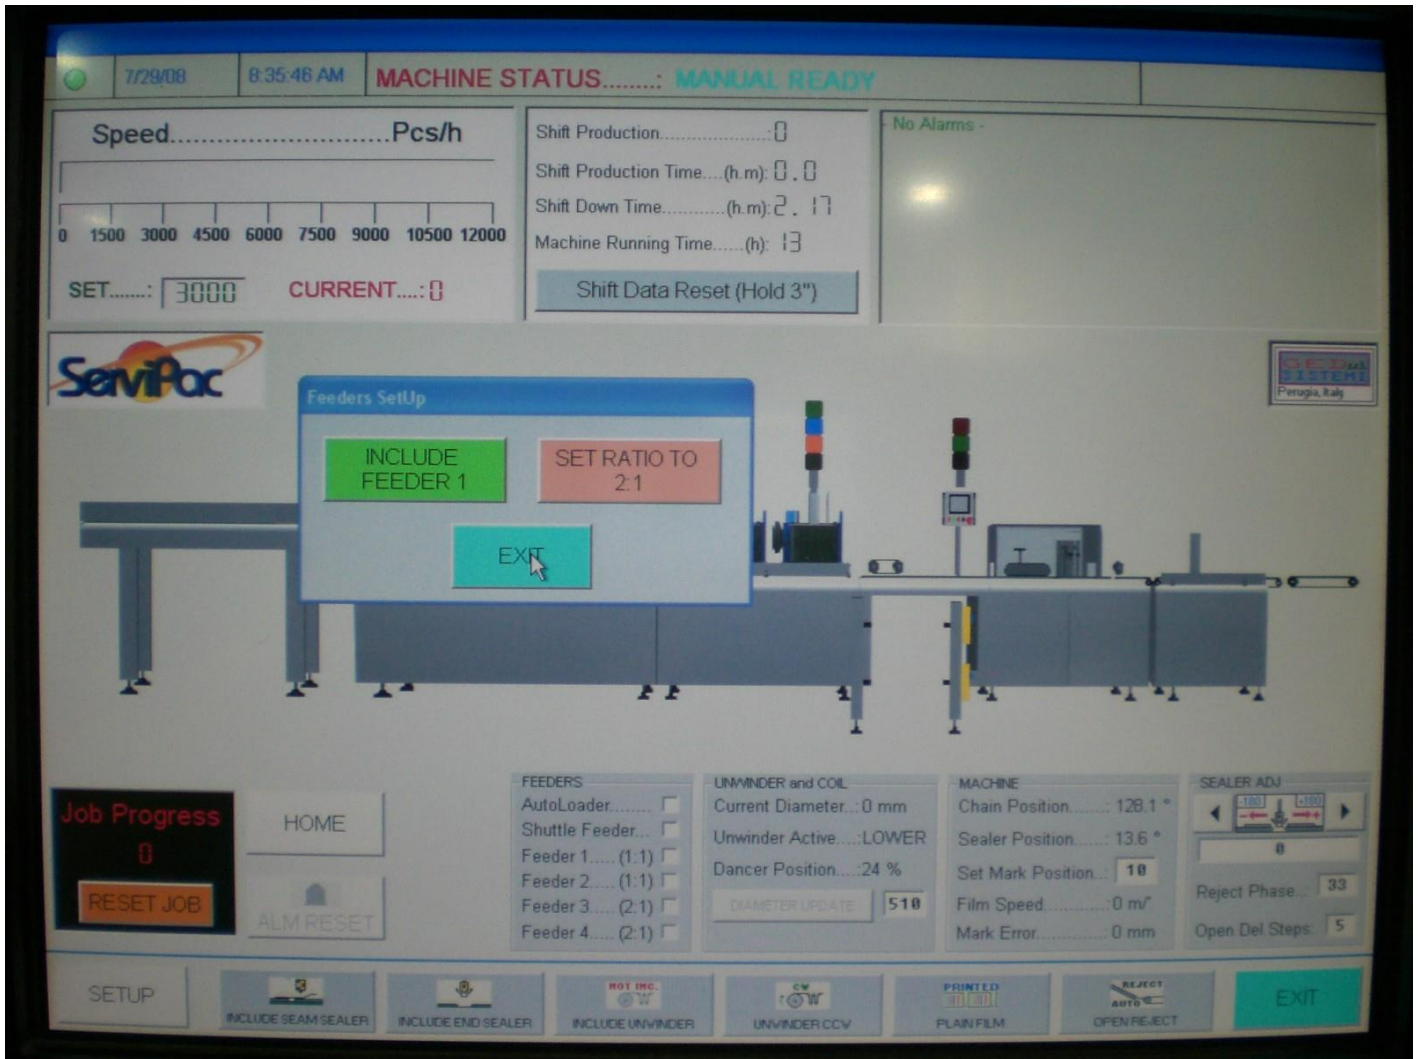 7/29/08
8:35:46 AM
MACHINE STATUS.........: MANUAL READY
Speed............................Pcs/h
0 1500 3000 4500 6000 7500 9000 10500 12000
SET.......: 3000 CURRENT....: 0
Shift Production......................:0
Shift Production Time....(h.m): 0.0
Shift Down Time.............(h.m):2.17
Machine Running Time......(h): 13
Shift Data Reset (Hold 3")
- No Alarms -
ServiPac
GED
SISTEMI
Perugia, Italy
Feeders SetUp
INCLUDE
FEEDER 1
SET RATIO TO
2:1
EXIT
Job Progress
0
RESET JOB
HOME
ALM RESET
FEEDERS
AutoLoader.........
Shuttle Feeder...
Feeder 1..... (1:1)
Feeder 2..... (1:1)
Feeder 3..... (2:1)
Feeder 4..... (2:1)
UNWINDER and COIL
Current Diameter..:0 mm
Unwinder Active....:LOWER
Dancer Position.....:24 %
DIAMETER UPDATE 510
MACHINE
Chain Position.......: 128.1 °
Sealer Position......: 13.6 °
Set Mark Position...: 10
Film Speed.............:0 m/'
Mark Error..............:0 mm
SEALER ADJ
-180 +180
0
Reject Phase... 33
Open Del Steps: 5
SETUP
INCLUDE SEAM SEALER
INCLUDE END SEALER
NOT INC.
INCLUDE UNWINDER
CW
UNWINDER CCW
PRINTED
PLAIN FILM
REJECT
AUTO
OPEN REJECT
EXIT